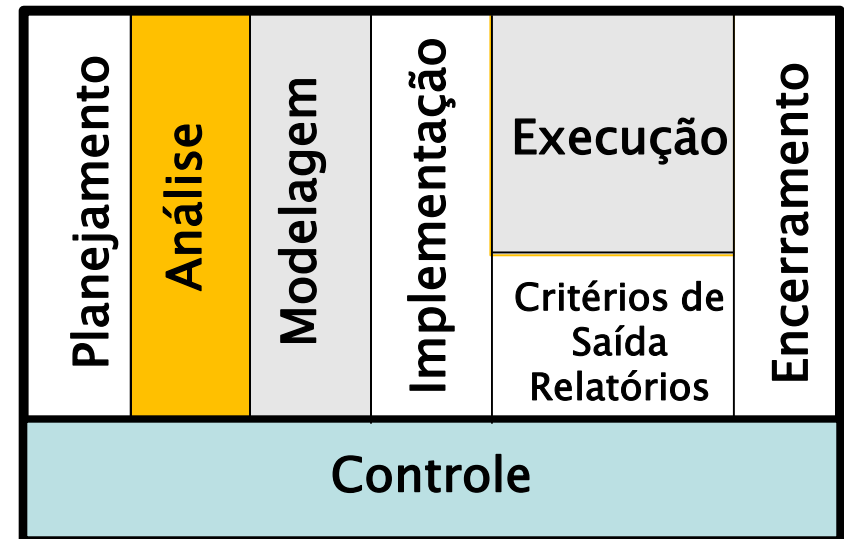 Planejamento
Análise
Modelagem
Implementação
Execução
Critérios de
Saída
Relatórios
Encerramento
Controle